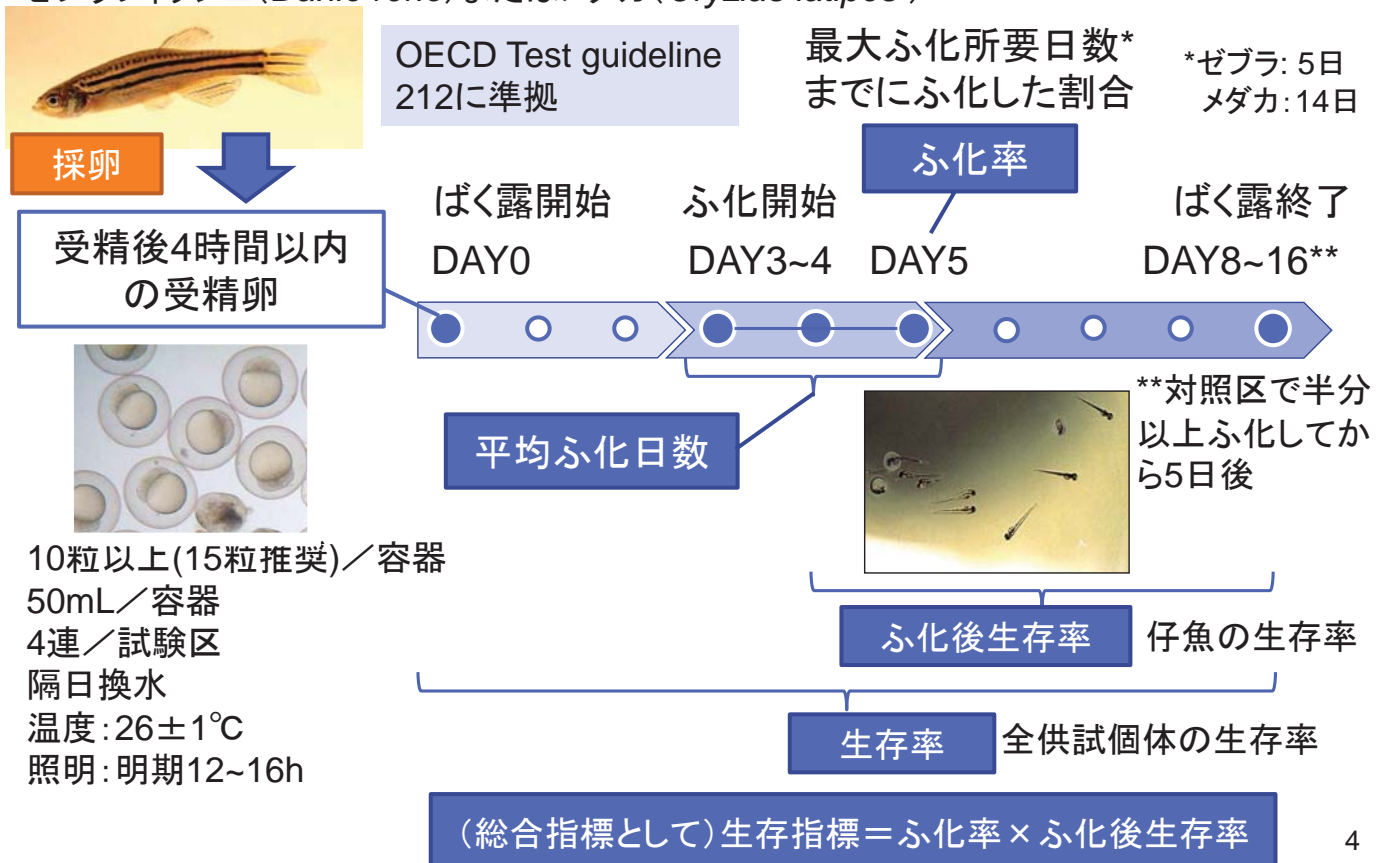 OECD Test guideline
212に準拠
最大ふ化所要日数*
までにふ化した割合
*ゼブラ: 5日
メダカ:14日
採卵
ふ化率
受精後4時間以内
の受精卵
ばく露開始
DAY0
ふ化開始
DAY3~4
DAY5
ばく露終了
DAY8~16**
平均ふ化日数
**対照区で半分
以上ふ化してか
ら5日後
10粒以上(15粒推奨)/容器
50mL/容器
4連/試験区
隔日換水
温度:26±1℃
照明:明期12~16h
ふ化後生存率
仔魚の生存率
生存率
全供試個体の生存率
(総合指標として)生存指標=ふ化率×ふ化後生存率
4